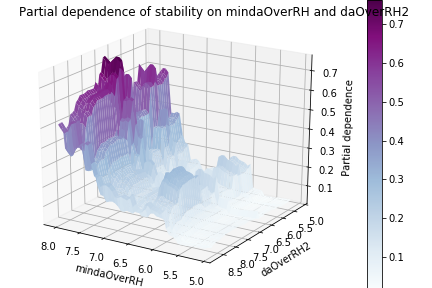 Partial dependence of stability on mindaOverRH and daOverRH2
0.7
0.6
0.5
0.4
0.3
0.2
0.1
Partial dependence
0.7
0.6
0.5
0.4
0.3
0.2
0.1
8.0 7.5 7.0 6.5 6.0 5.5 5.0
mindaOverRH
8.5 8.0 7.5 7.0 6.5 6.0 5.5 5.0
daOverRH2